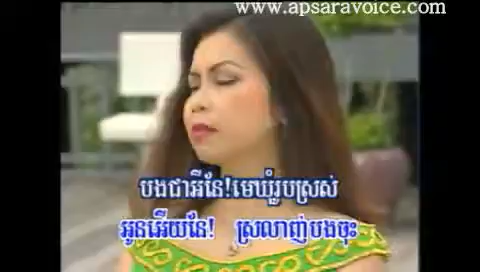 www.apsaravoice.com
បងជាអីនែ!មេឃុំរួបស្រស់
អូនអើយនែ! ស្រលាញ់បងចុះ